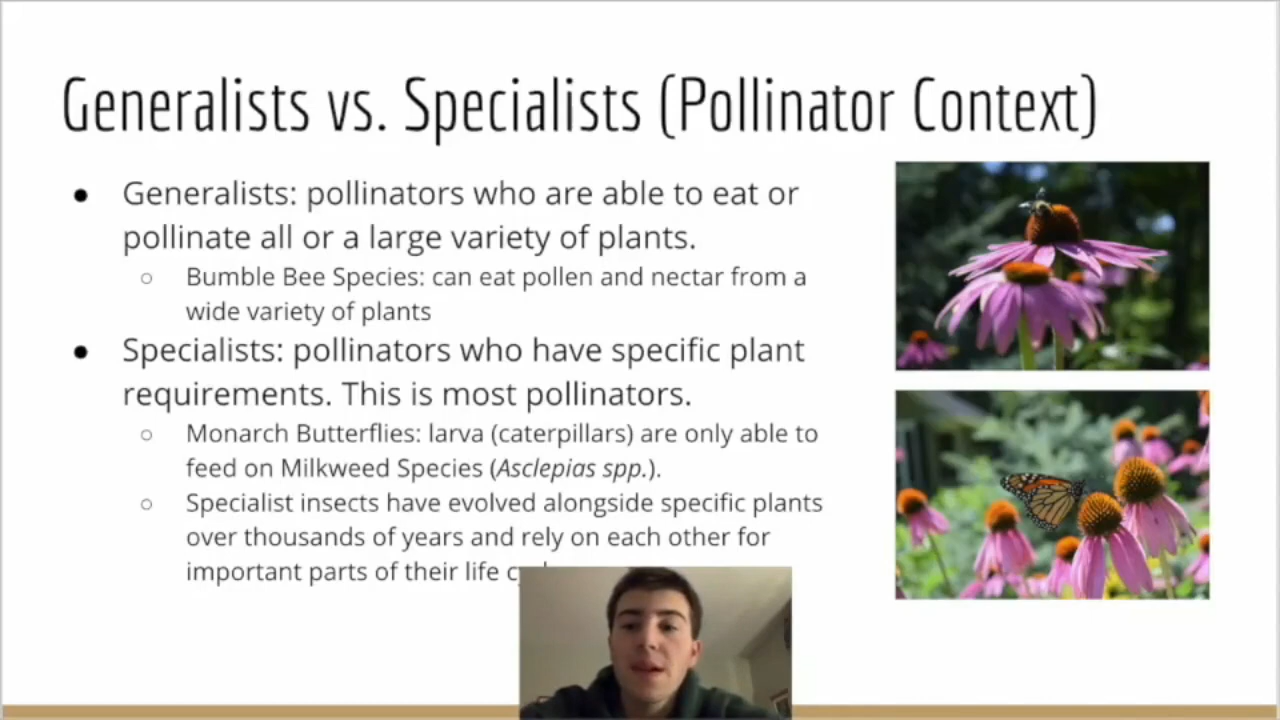 Generalists vs. Specialists (Pollinator Context)
● Generalists: pollinators who are able to eat or
pollinate all or a large variety of plants.
○ Bumble Bee Species: can eat pollen and nectar from a
wide variety of plants
● Specialists: pollinators who have specific plant
requirements. This is most pollinators.
○ Monarch Butterflies: larva (caterpillars) are only able to
feed on Milkweed Species (Asclepias spp.).
○ Specialist insects have evolved alongside specific plants
over thousands of years and rely on each other for
important parts of their life